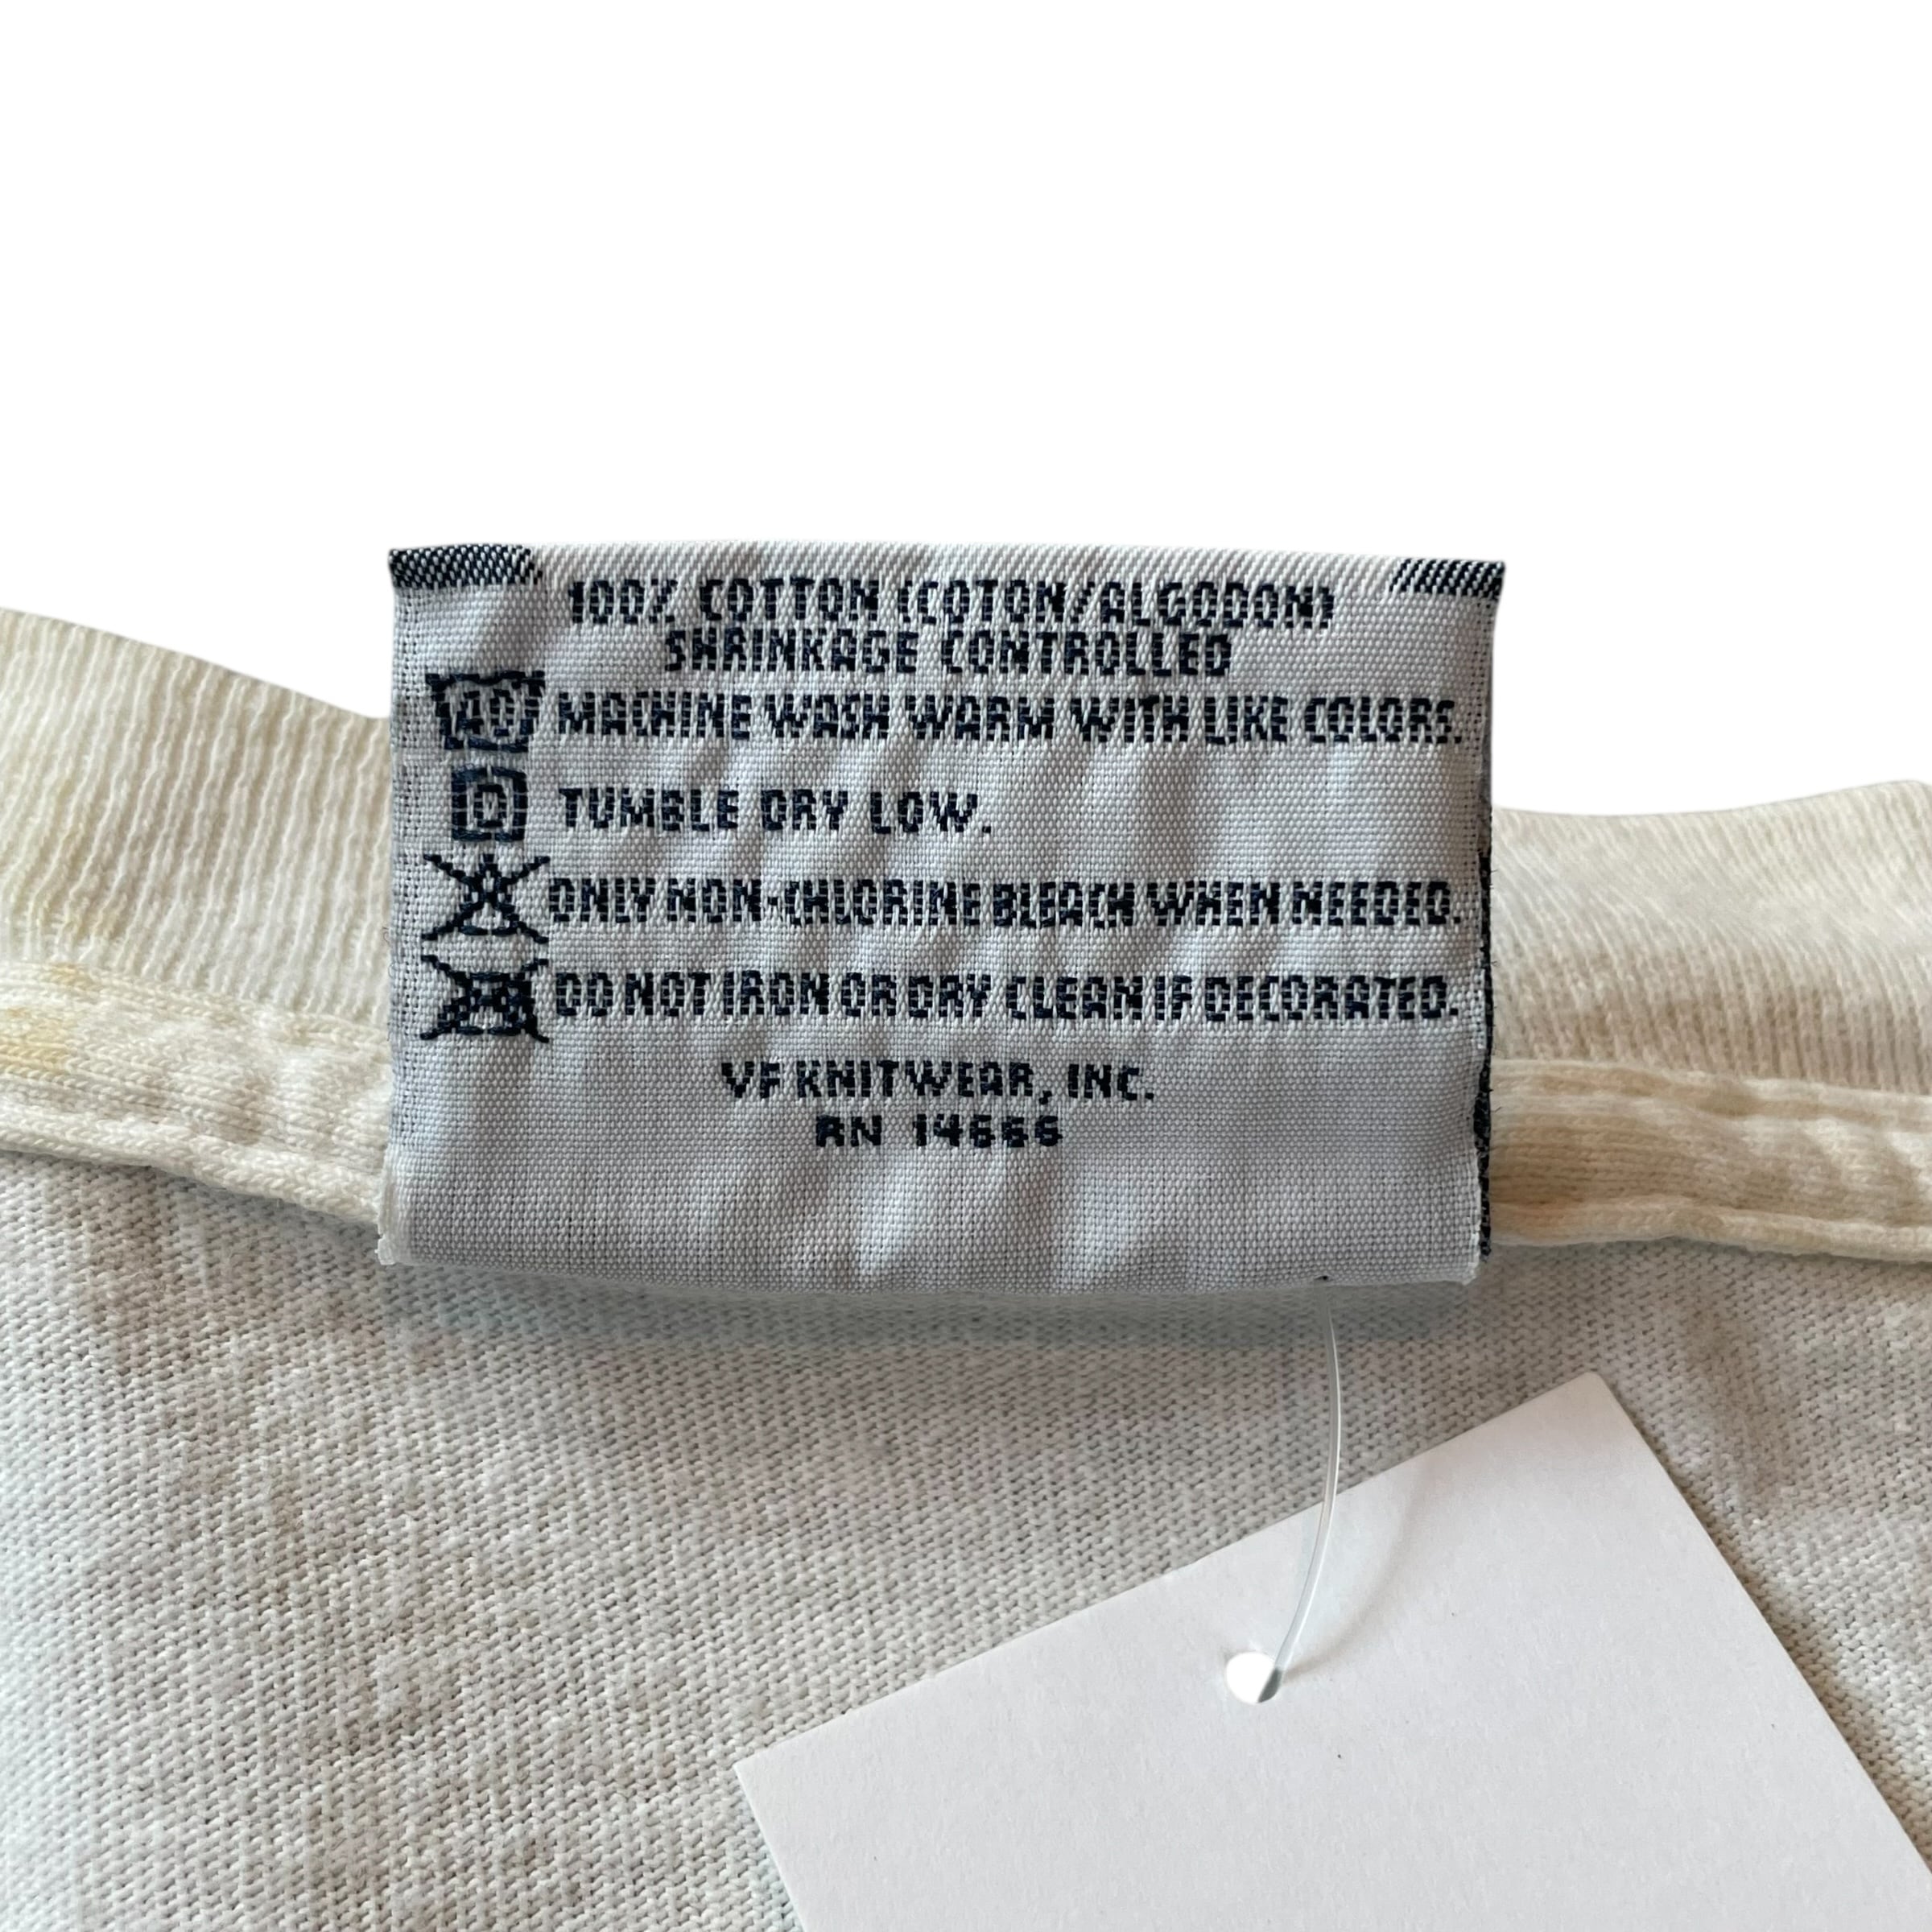 100% COTTON (COTON/ALGODON)
SHRINKAGE CONTROLLED
40 MACHINE WASH WARM WITH LIKE COLORS.
TUMBLE DRY LOW.
ONLY NON-CHLORINE BLEACH WHEN NEEDED.
DO NOT IRON OR DRY CLEAN IF DECORATED.
VF KNITWEAR, INC.
RN 14666